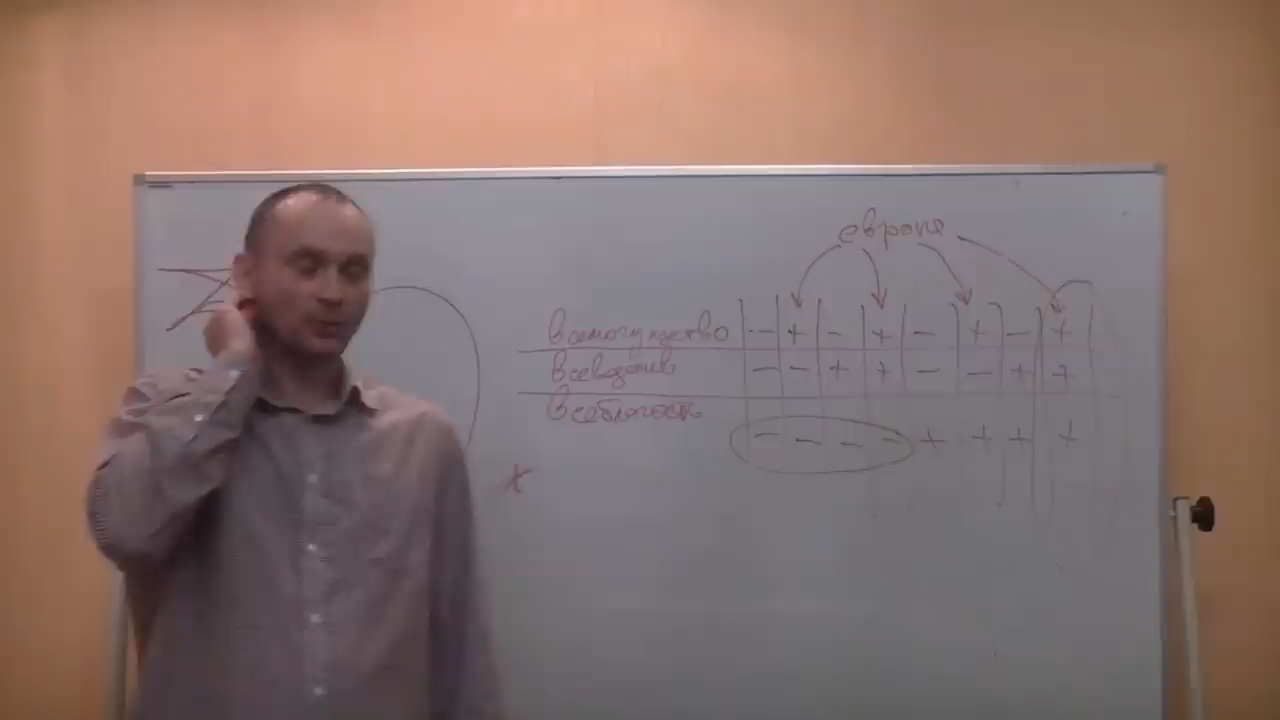 европа
всемогущество | - | + | - | + | - | + | - | + |
всеведение - - + + - - + +
всеблагость
- - - - + + + +
x